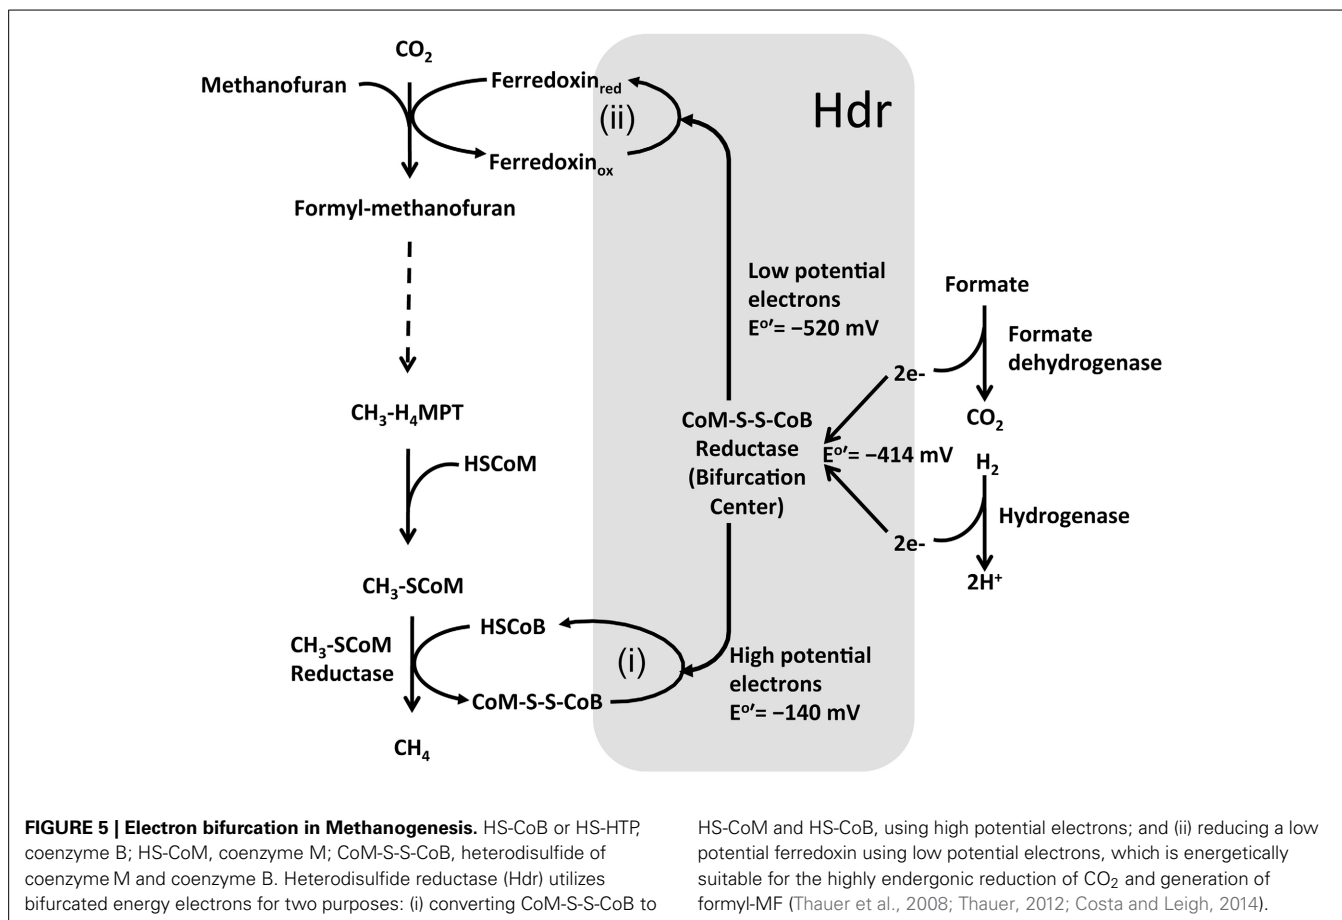 CO2
Methanofuran
Ferredoxinred
(ii)
Ferredoxinox
Hdr
Formyl-methanofuran
Low potential
electrons
Eo′= −520 mV
Formate
Formate
dehydrogenase
2e-
CO2
CH3-H4MPT
HSCoM
CoM-S-S-CoB
Reductase
(Bifurcation
Center)
Eo′= −414 mV
H2
Hydrogenase
2e-
2H+
CH3-SCoM
CH3-SCoM
Reductase
HSCoB
(i)
CoM-S-S-CoB
High potential
electrons
Eo′= −140 mV
CH4
FIGURE 5 | Electron bifurcation in Methanogenesis. HS-CoB or HS-HTP,
coenzyme B; HS-CoM, coenzyme M; CoM-S-S-CoB, heterodisulfide of
coenzyme M and coenzyme B. Heterodisulfide reductase (Hdr) utilizes
bifurcated energy electrons for two purposes: (i) converting CoM-S-S-CoB to
HS-CoM and HS-CoB, using high potential electrons; and (ii) reducing a low
potential ferredoxin using low potential electrons, which is energetically
suitable for the highly endergonic reduction of CO2 and generation of
formyl-MF (Thauer et al., 2008; Thauer, 2012; Costa and Leigh, 2014).